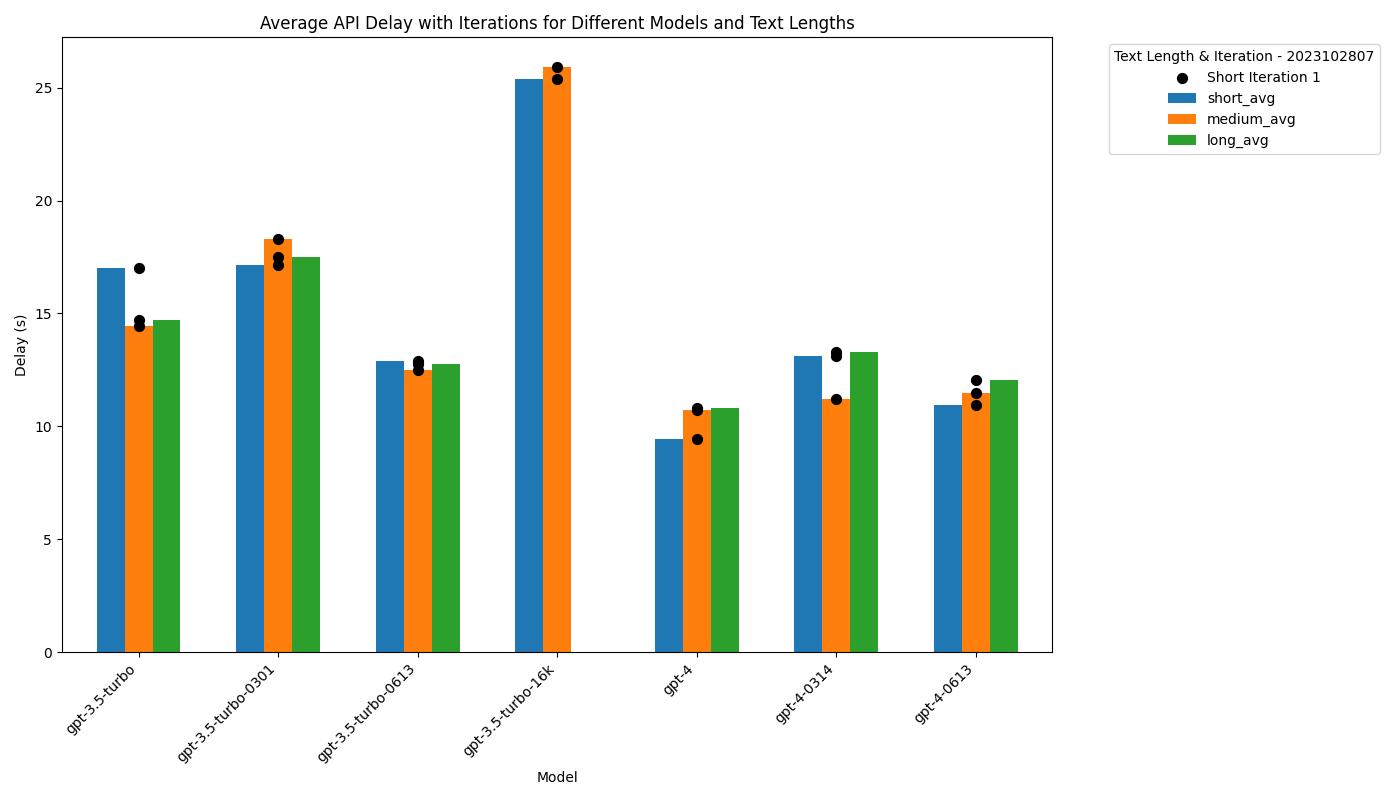 Average API Delay with Iterations for Different Models and Text Lengths
Text Length & Iteration - 2023102807
Short Iteration 1
short_avg
medium_avg
long_avg
Delay (s)
25
20
15
10
5
0
gpt-3.5-turbo
gpt-3.5-turbo-0301
gpt-3.5-turbo-0613
gpt-3.5-turbo-16k
gpt-4
gpt-4-0314
gpt-4-0613
Model